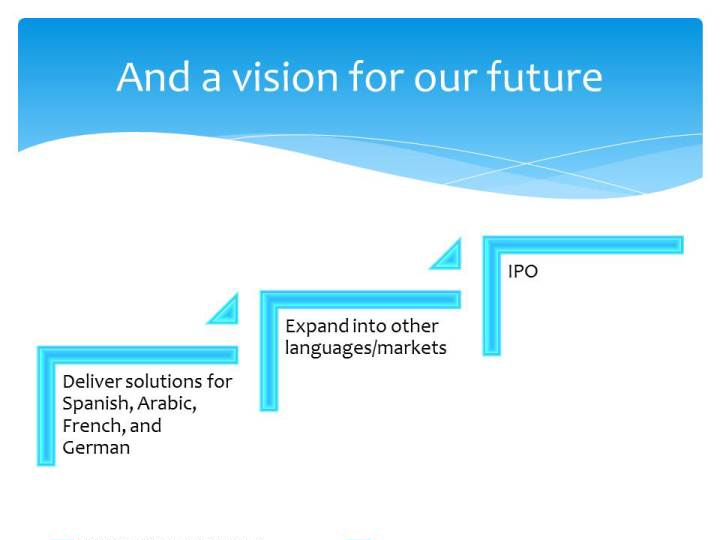 And a vision for our future
IPO
Expand into other
languages/markets
Deliver solutions for
Spanish, Arabic,
French, and
German